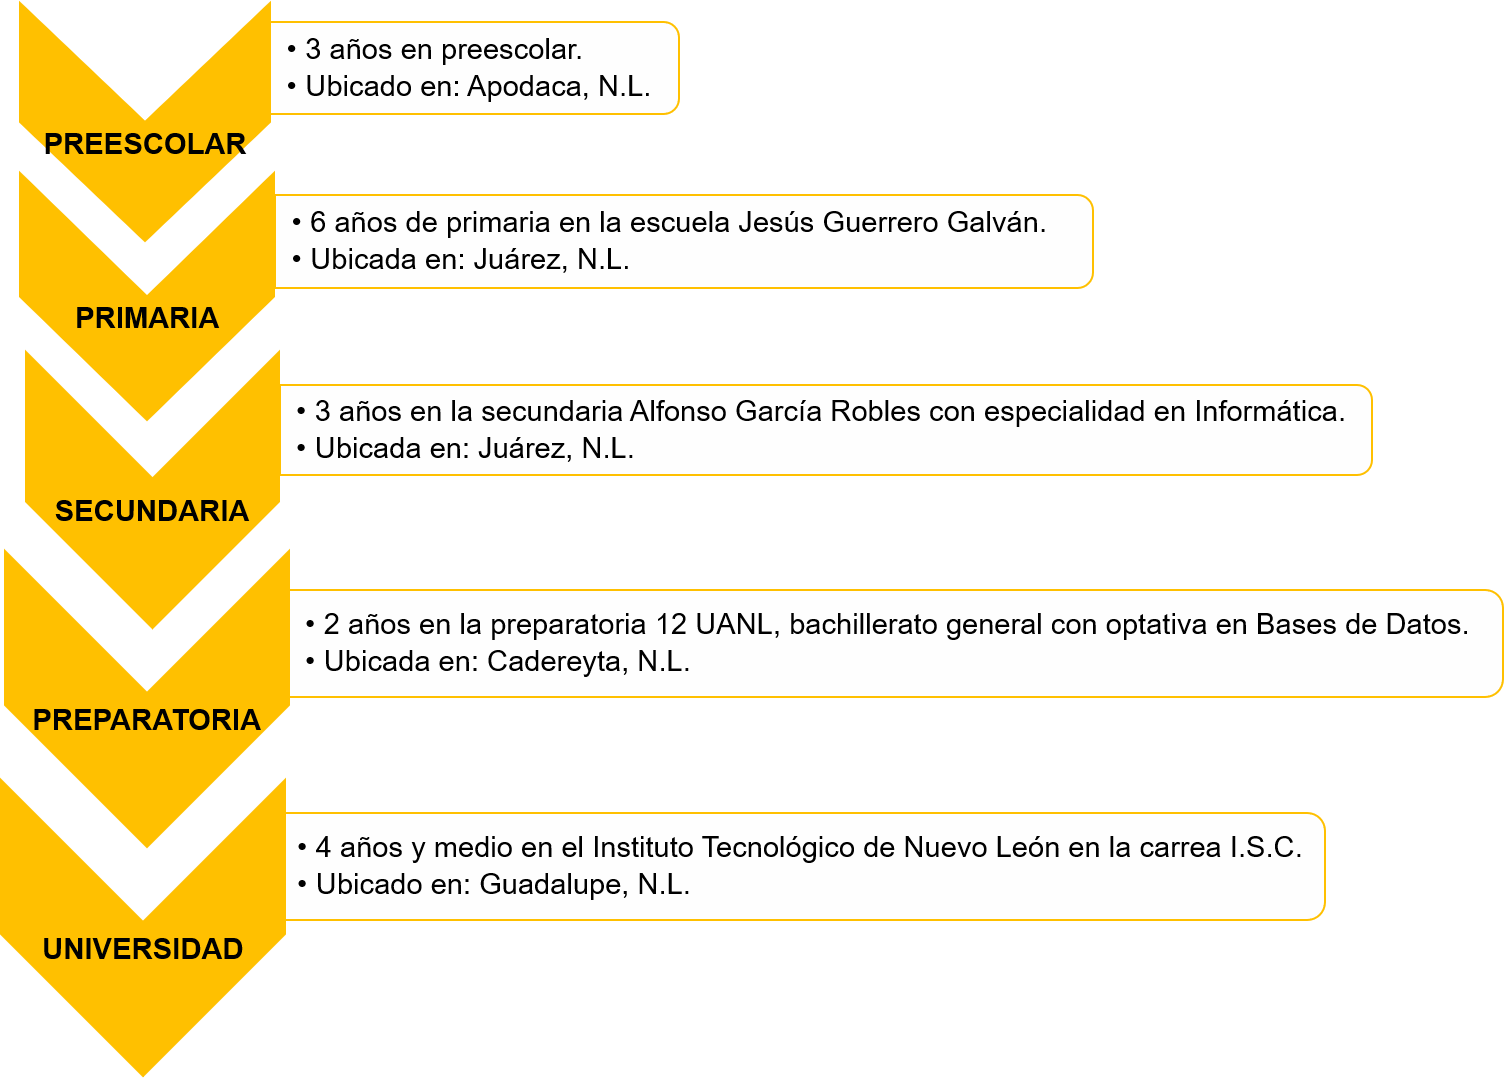 • 3 años en preescolar.
• Ubicado en: Apodaca, N.L.
PREESCOLAR
• 6 años de primaria en la escuela Jesús Guerrero Galván.
• Ubicada en: Juárez, N.L.
PRIMARIA
• 3 años en la secundaria Alfonso García Robles con especialidad en Informática.
• Ubicada en: Juárez, N.L.
SECUNDARIA
• 2 años en la preparatoria 12 UANL, bachillerato general con optativa en Bases de Datos.
• Ubicada en: Cadereyta, N.L.
PREPARATORIA
• 4 años y medio en el Instituto Tecnológico de Nuevo León en la carrea I.S.C.
• Ubicado en: Guadalupe, N.L.
UNIVERSIDAD